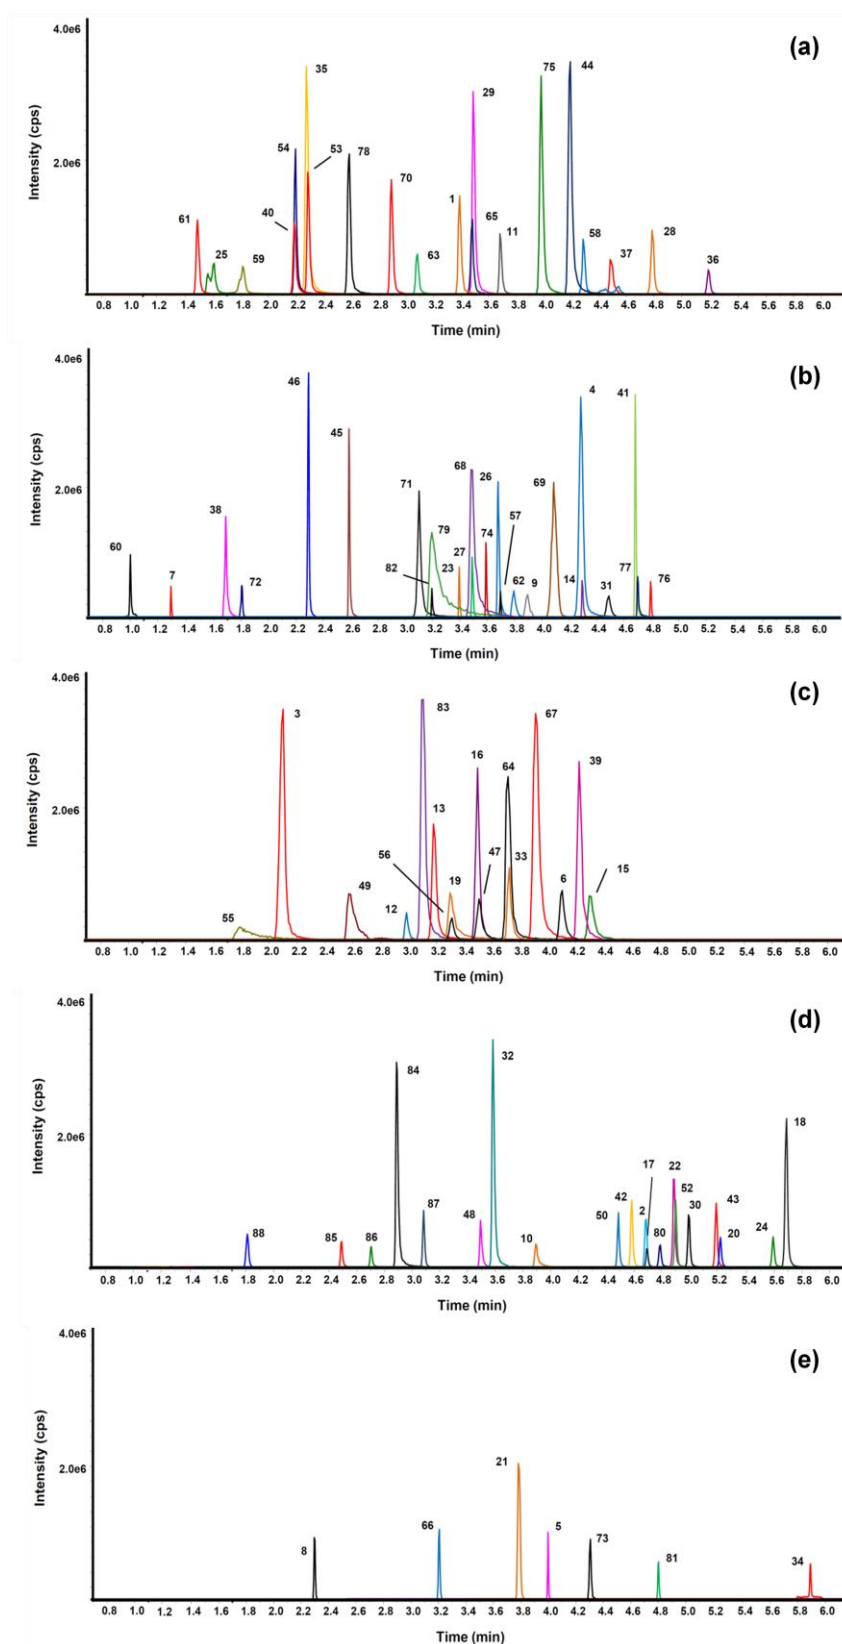 4.0e6
(a)
35
75
44
29
54
53
78
2.0e6
70
1
61
65
40
11
58
28
25
59
63
37
36
Intensity (cps)
0.8 1.0 1.2 1.4 1.6 1.8 2.0 2.2 2.4 2.6 2.8 3.0 3.2 3.4 3.6 3.8 4.0 4.2 4.4 4.6 4.8 5.0 5.2 5.4 5.6 5.8 6.0
Time (min)
4.0e6
(b)
46
4
41
45
68
26
71
69
2.0e6
38
79
57
74
27
60
82
23
77
76
7
72
62
9
14
31
Intensity (cps)
0.8 1.0 1.2 1.4 1.6 1.8 2.0 2.2 2.4 2.6 2.8 3.0 3.2 3.4 3.6 3.8 4.0 4.2 4.4 4.6 4.8 5.0 5.2 5.4 5.6 5.8 6.0
Time (min)
4.0e6
(c)
3
83
67
16
64
39
13
2.0e6
56
47
33
49
19
6
15
55
12
Intensity (cps)
0.8 1.0 1.2 1.4 1.6 1.8 2.0 2.2 2.4 2.6 2.8 3.0 3.2 3.4 3.6 3.8 4.0 4.2 4.4 4.6 4.8 5.0 5.2 5.4 5.6 5.8 6.0
Time (min)
4.0e6
(d)
84
32
18
2.0e6
17
22
87
42
52
43
88
48
50
2
30
85
86
10
80
20
24
Intensity (cps)
0.8 1.0 1.2 1.4 1.6 1.8 2.0 2.2 2.4 2.6 2.8 3.0 3.2 3.4 3.6 3.8 4.0 4.2 4.4 4.6 4.8 5.0 5.2 5.4 5.6 5.8 6.0
Time (min)
4.0e6
(e)
21
2.0e6
66
5
8
73
81
34
Intensity (cps)
0.8 1.0 1.2 1.4 1.6 1.8 2.0 2.2 2.4 2.6 2.8 3.0 3.2 3.4 3.6 3.8 4.0 4.2 4.4 4.6 4.8 5.0 5.2 5.4 5.6 5.8 6.0
Time (min)